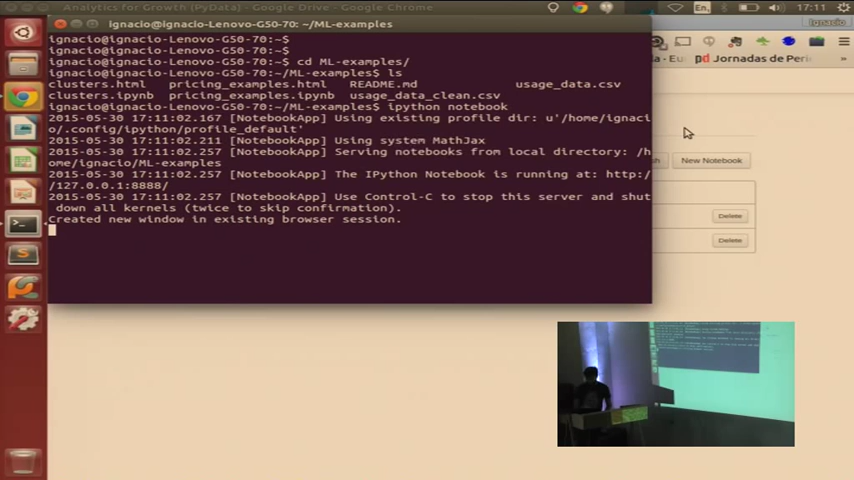 Analytics for Growth (PyData) - Google Drive - Google Chrome
En
17:11
ignacio@ignacio-Lenovo-G50-70: ~/ML-examples
Ignacio
ignacio@ignacio-Lenovo-G50-70:~$
ignacio@ignacio-Lenovo-G50-70:~$
ignacio@ignacio-Lenovo-G50-70:~$ cd ML-examples/
ignacio@ignacio-Lenovo-G50-70:~/ML-examples$ ls
clusters.html pricing_examples.html README.md usage_data.csv
clusters.ipynb pricing_examples.ipynb usage_data_clean.csv
ignacio@ignacio-Lenovo-G50-70:~/ML-examples$ ipython notebook
2015-05-30 17:11:02.167 [NotebookApp] Using existing profile dir: u'/home/ignaci
o/.config/ipython/profile_default'
2015-05-30 17:11:02.211 [NotebookApp] Using system MathJax
2015-05-30 17:11:02.257 [NotebookApp] Serving notebooks from local directory: /h
ome/ignacio/ML-examples
2015-05-30 17:11:02.257 [NotebookApp] The IPython Notebook is running at: http:/
/127.0.0.1:8888/
2015-05-30 17:11:02.257 [NotebookApp] Use Control-C to stop this server and shut
down all kernels (twice to skip confirmation).
Created new window in existing browser session.
pd Jornadas de Peri
New Notebook
Delete
Delete